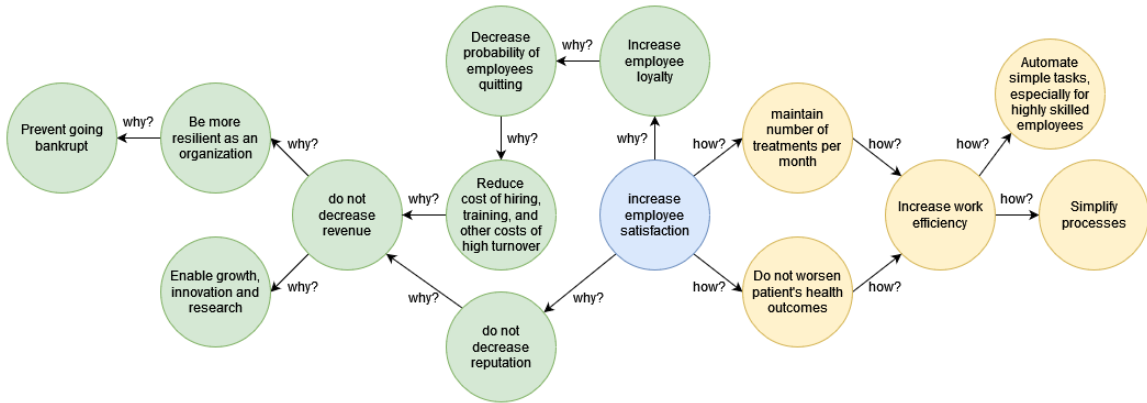 Decrease
probability of
employees
quitting
why?
Increase
employee
loyalty
Automate
simple tasks,
especially for
highly skilled
employees
Prevent going
bankrupt
why?
Be more
resilient as an
organization
why?
why?
why?
maintain
number of
treatments per
month
how?
how?
how?
do not
decrease
revenue
why?
Reduce
cost of hiring,
training, and
other costs of
high turnover
increase
employee
satisfaction
Increase work
efficiency
how?
Simplify
processes
Enable growth,
innovation and
research
why?
why?
why?
how?
Do not worsen
patient's health
outcomes
how?
do not
decrease
reputation